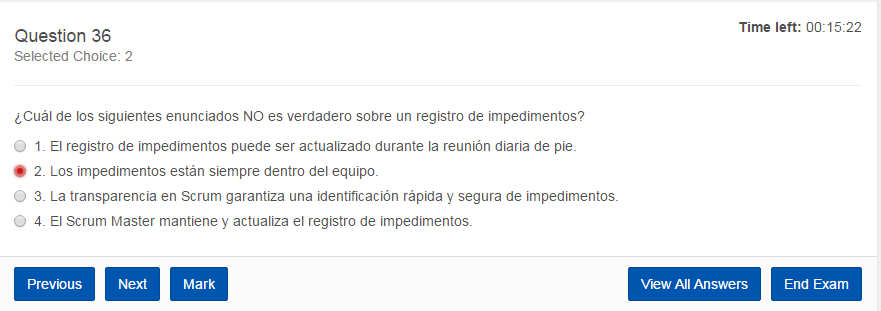 Question 36
Time left: 00:15:22
Selected Choice: 2
¿Cuál de los siguientes enunciados NO es verdadero sobre un registro de impedimentos?
1. El registro de impedimentos puede ser actualizado durante la reunión diaria de pie.
2. Los impedimentos están siempre dentro del equipo.
3. La transparencia en Scrum garantiza una identificación rápida y segura de impedimentos.
4. El Scrum Master mantiene y actualiza el registro de impedimentos.
Previous Next Mark View All Answers End Exam